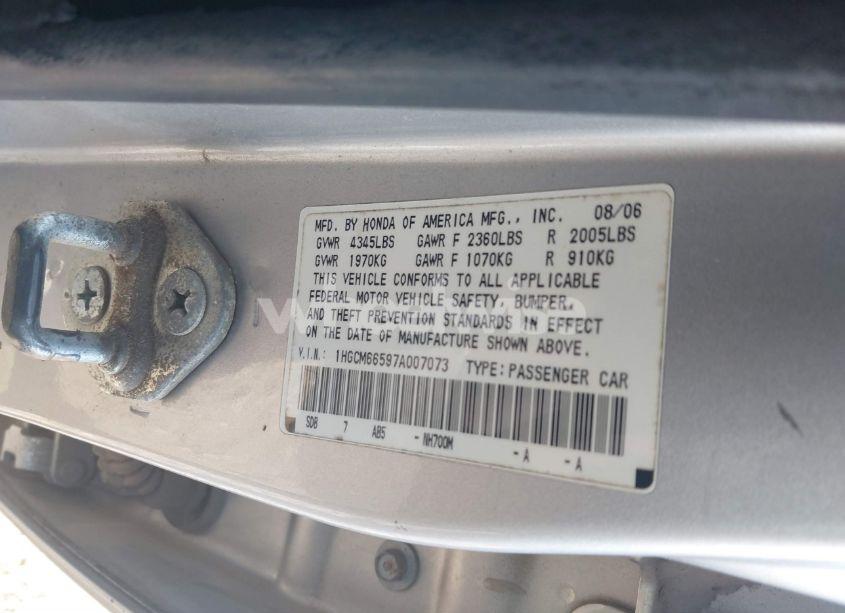 MFD. BY HONDA OF AMERICA MFG., INC. 08/06
GVWR 4345LBS GAWR F 2360LBS R 2005LBS
GVWR 1970KG GAWR F 1070KG R 910KG
THIS VEHICLE CONFORMS TO ALL APPLICABLE
FEDERAL MOTOR VEHICLE SAFETY, BUMPER,
AND THEFT PREVENTION STANDARDS IN EFFECT
ON THE DATE OF MANUFACTURE SHOWN ABOVE.
V.I.N.: 1HGCM66597A007073 TYPE:PASSENGER CAR
SDB 7 AB5 -NH700M -A -A